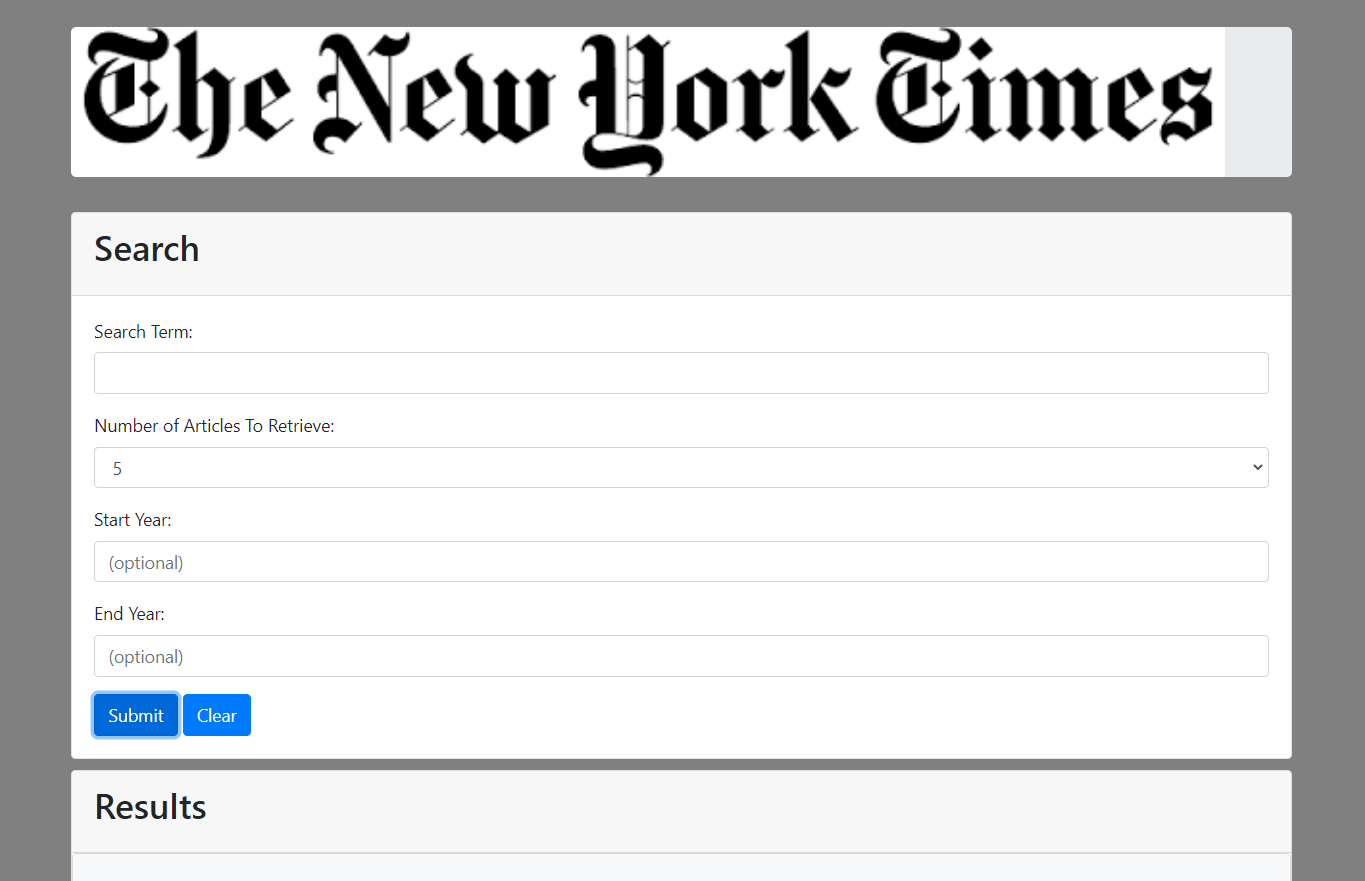 The New York Times
Search
Search Term:
Number of Articles To Retrieve:
5
Start Year:
(optional)
End Year:
(optional)
Submit Clear
Results